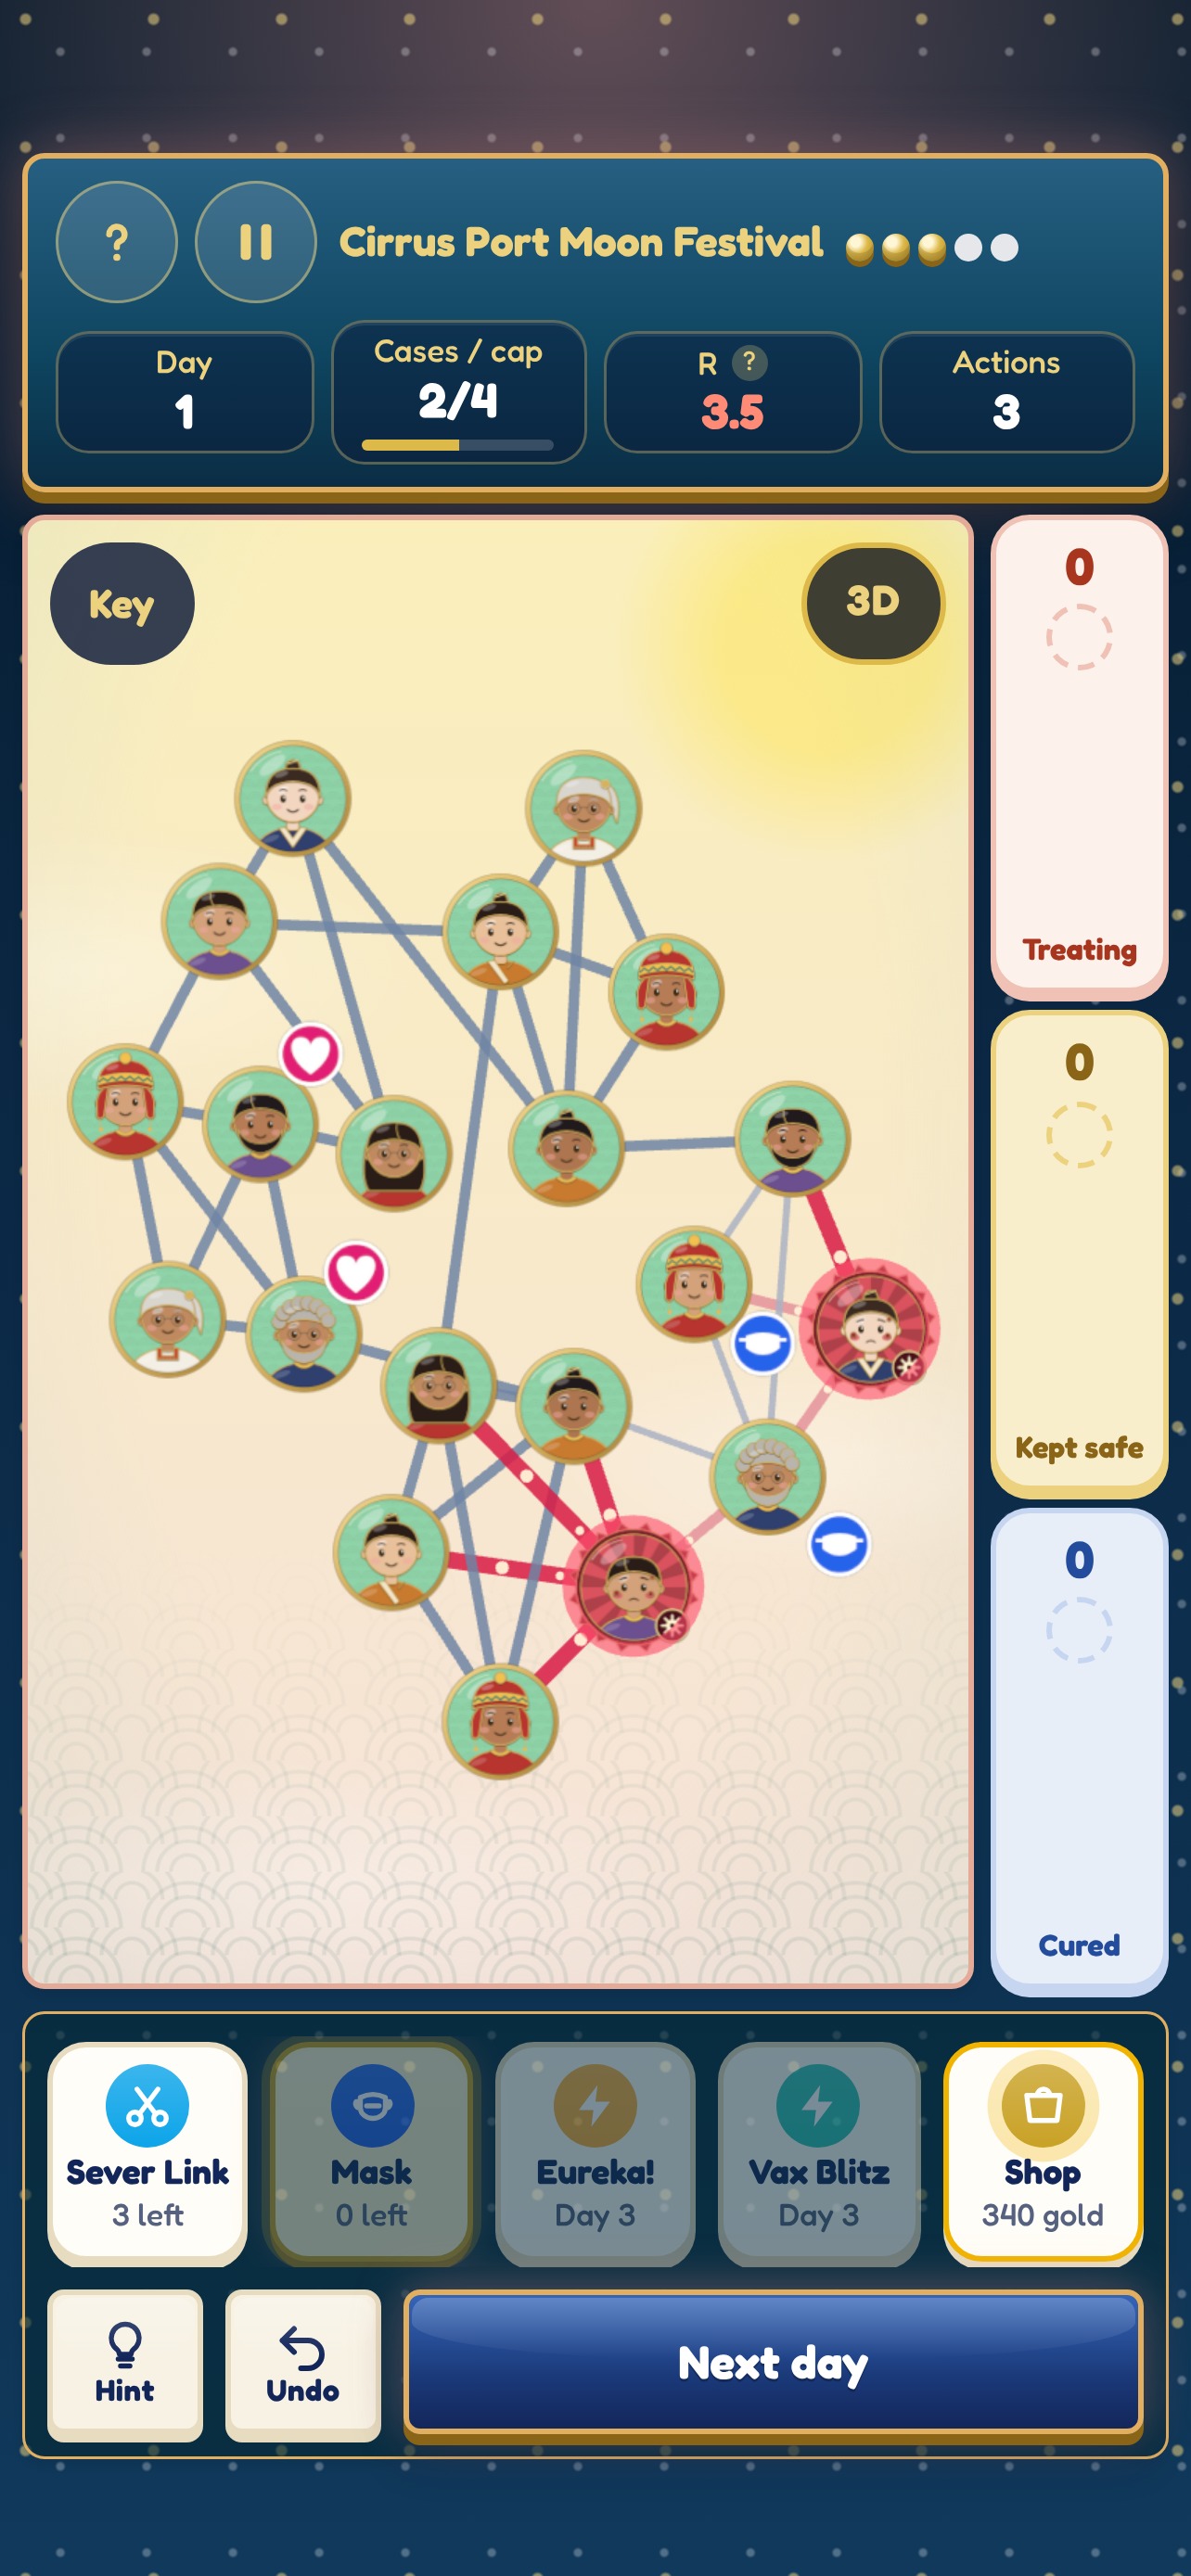 ?
Cirrus Port Moon Festival
Day
1
Cases / cap
2/4
R ?
3.5
Actions
3
Key
3D
0
Treating
0
Kept safe
0
Cured
Sever Link
3 left
Mask
0 left
Eureka!
Day 3
Vax Blitz
Day 3
Shop
340 gold
Hint
Undo
Next day